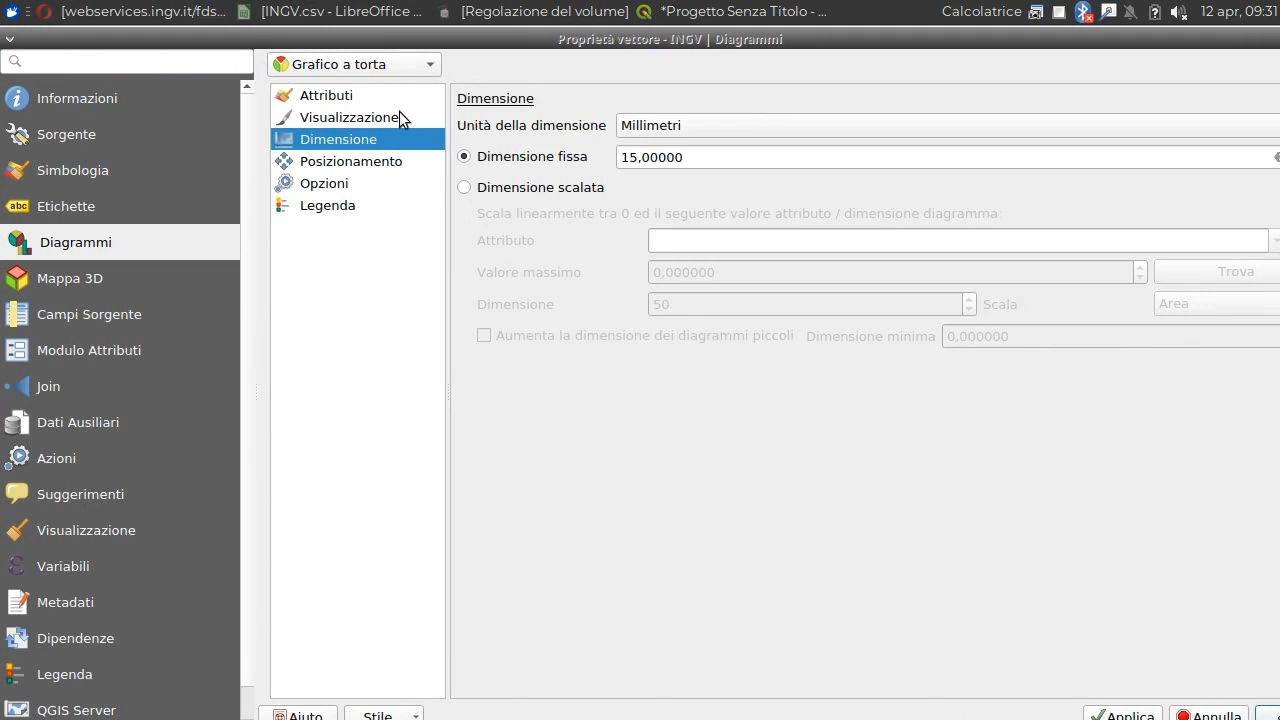 [webservices.ingv.it/fds... [INGV.csv - LibreOffice ... [Regolazione del volume] *Progetto Senza Titolo - ... Calcolatrice 12 apr, 09:31
Proprietà vettore - INGV | Diagrammi
Grafico a torta
Informazioni
Sorgente
Simbologia
abc Etichette
Diagrammi
Mappa 3D
Campi Sorgente
Modulo Attributi
Join
Dati Ausiliari
Azioni
Suggerimenti
Visualizzazione
Variabili
Metadati
Dipendenze
Legenda
QGIS Server
Attributi
Visualizzazione
Dimensione
Posizionamento
Opzioni
Legenda
Dimensione
Unità della dimensione Millimetri
Dimensione fissa 15,00000
Dimensione scalata
Scala linearmente tra 0 ed il seguente valore attributo / dimensione diagramma:
Attributo
Valore massimo 0,000000 Trova
Dimensione 50 Scala Area
Aumenta la dimensione dei diagrammi piccoli Dimensione minima 0.000000
Aiuto Stile Applica Annulla